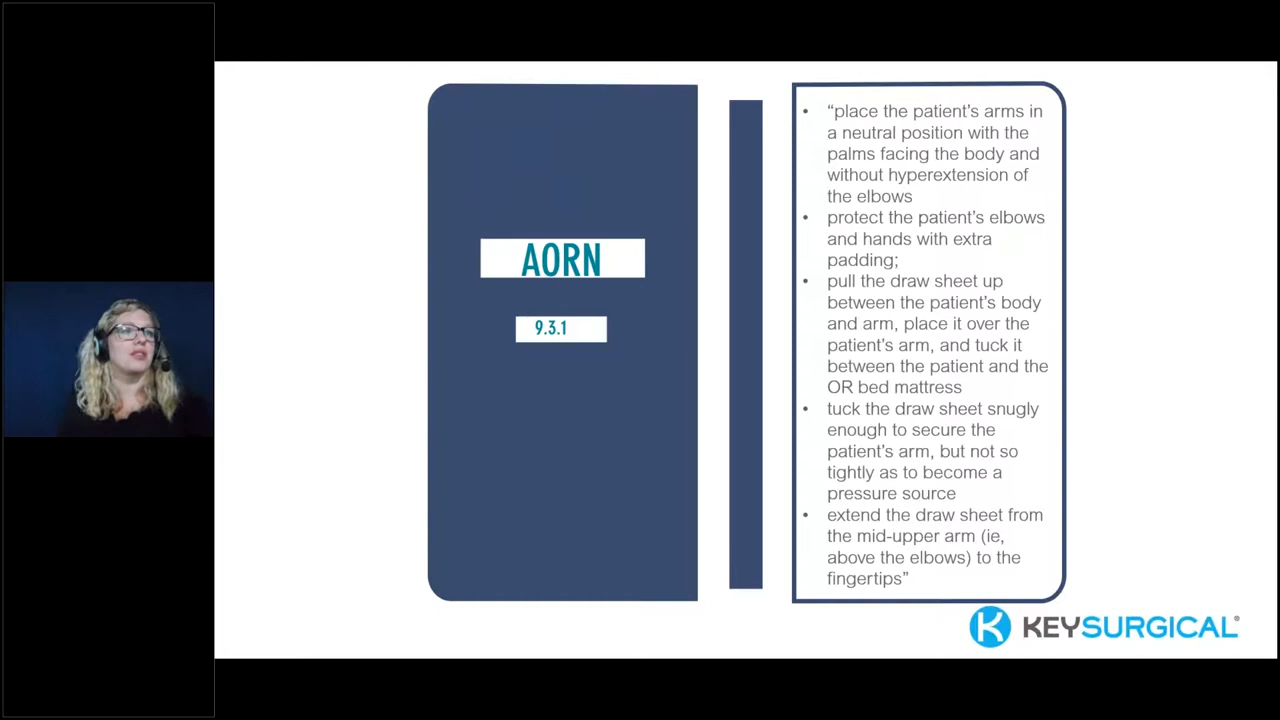 AORN
9.3.1
• “place the patient’s arms in
a neutral position with the
palms facing the body and
without hyperextension of
the elbows
• protect the patient’s elbows
and hands with extra
padding;
• pull the draw sheet up
between the patient’s body
and arm, place it over the
patient’s arm, and tuck it
between the patient and the
OR bed mattress
• tuck the draw sheet snugly
enough to secure the
patient’s arm, but not so
tightly as to become a
pressure source
• extend the draw sheet from
the mid-upper arm (ie,
above the elbows) to the
fingertips”
K KEYSURGICAL®